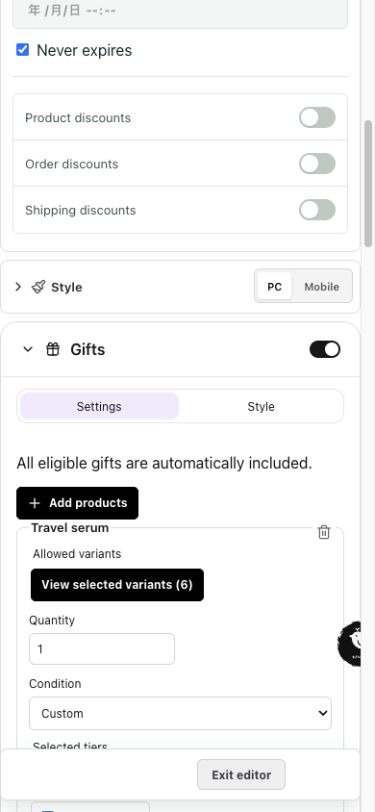 年 /月/日 --:--
Never expires
Product discounts
Order discounts
Shipping discounts
Style
PC
Mobile
Gifts
Settings
Style
All eligible gifts are automatically included.
+ Add products
Travel serum
Allowed variants
View selected variants (6)
Quantity
1
Condition
Custom
Selected tiers
Exit editor